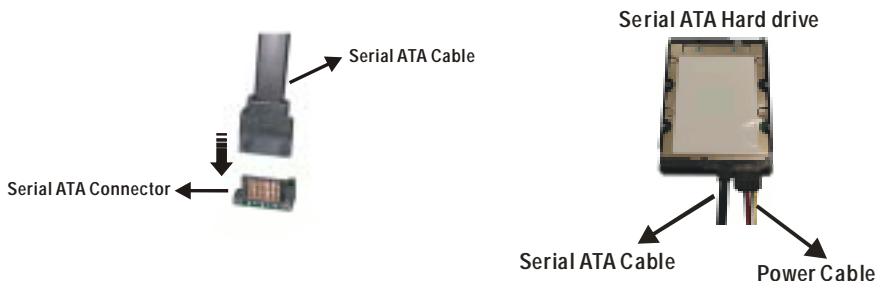 Serial ATA Hard drive
Serial ATA Cable
Serial ATA Connector
Serial ATA Cable
Power Cable